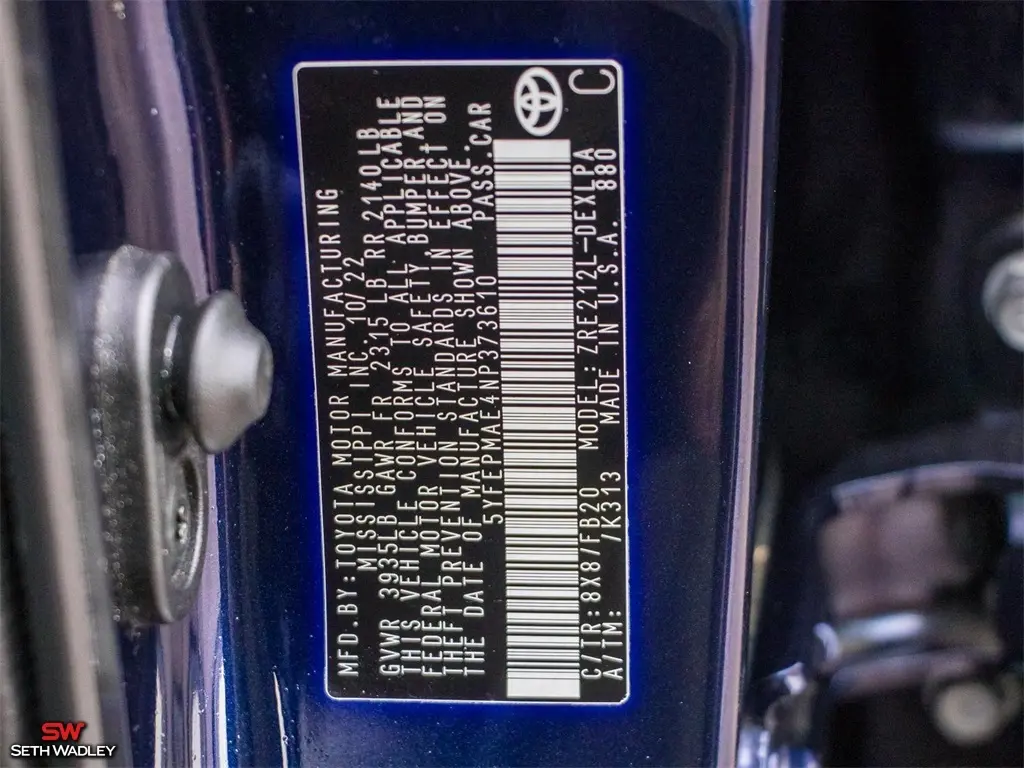 MFD.BY:TOYOTA MOTOR MANUFACTURING
MISSISSIPPI INC. 10/22
GVWR 3935LB GAWR FR 2315 LB RR 2140LB
THIS VEHICLE CONFORMS TO ALL APPLICABLE
FEDERAL MOTOR VEHICLE SAFETY, BUMPER, AND
THEFT PREVENTION STANDARDS IN EFFECT ON
THE DATE OF MANUFACTURE SHOWN ABOVE.
5YFEPMAE4NP373610 PASS.CAR
C/TR:8X8/FB20 MODEL:ZRE212L-DEXLPA
A/TM: /K313 MADE IN U.S.A. 880
C
SW
SETH WADLEY